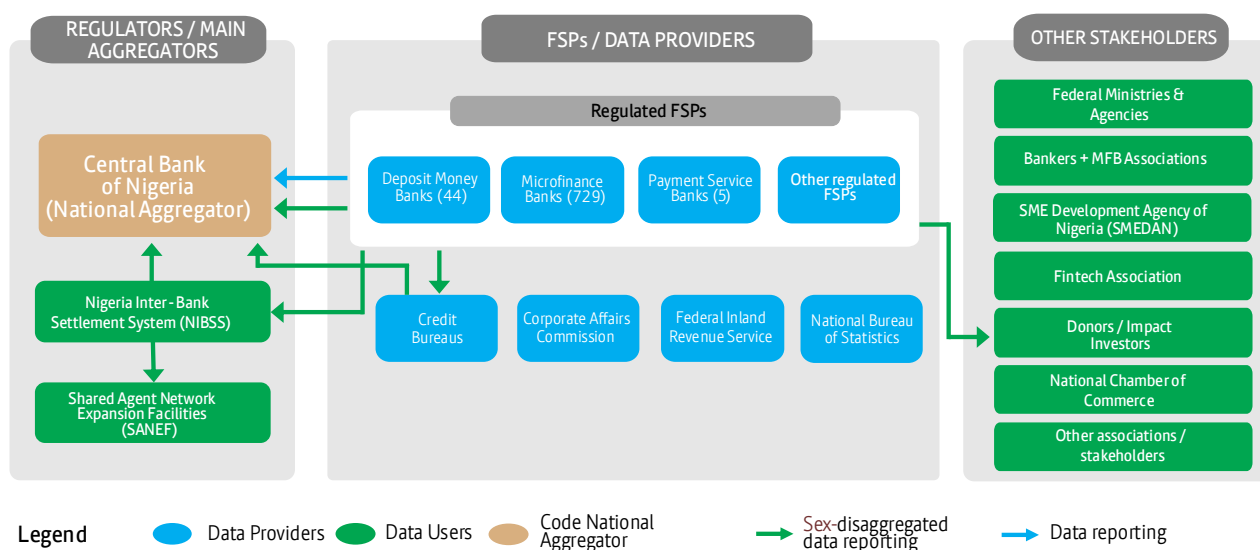 REGULATORS / MAIN
AGGREGATORS
FSPs / DATA PROVIDERS
OTHER STAKEHOLDERS
Regulated FSPs
Central Bank
of Nigeria
(National Aggregator)
Deposit Money
Banks (44)
Microfinance
Banks (729)
Payment Service
Banks (5)
Other regulated
FSPs
Nigeria Inter-Bank
Settlement System (NIBSS)
Shared Agent Network
Expansion Facilities
(SANEF)
Credit
Bureaus
Corporate Affairs
Commission
Federal Inland
Revenue Service
National Bureau
of Statistics
Federal Ministries &
Agencies
Bankers + MFB Associations
SME Development Agency of
Nigeria (SMEDAN)
Fintech Association
Donors / Impact
Investors
National Chamber of
Commerce
Other associations /
stakeholders
Legend
Data Providers
Data Users
Code National
Aggregator
Sex-disaggregated
data reporting
Data reporting